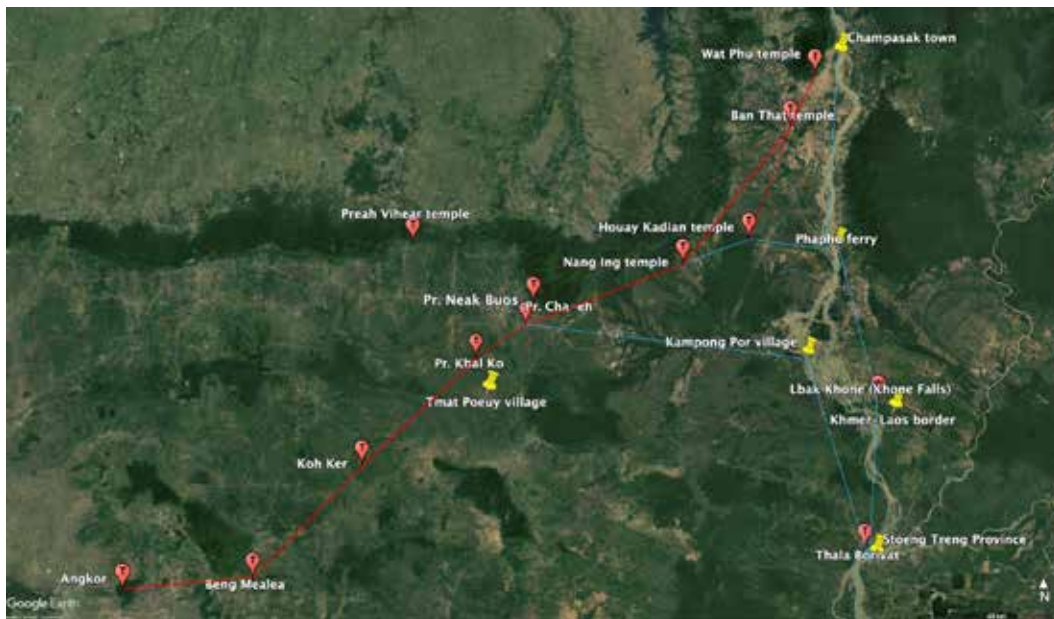 Champasak town
Wat Phu temple
Ban That temple
Preah Vihear temple
Houay Kadian temple
Phapho ferry
Nang Ing temple
Pr. Neak Buos
Kampong Por village
Pr. Khal Ko
Lbak Khone (Khone Falls)
Tmat Poeuy village
Khmer-Laos border
Koh Ker
Stoeng Treng Province
Thala Borivat
Angkor
Beng Mealea
N
Google Earth